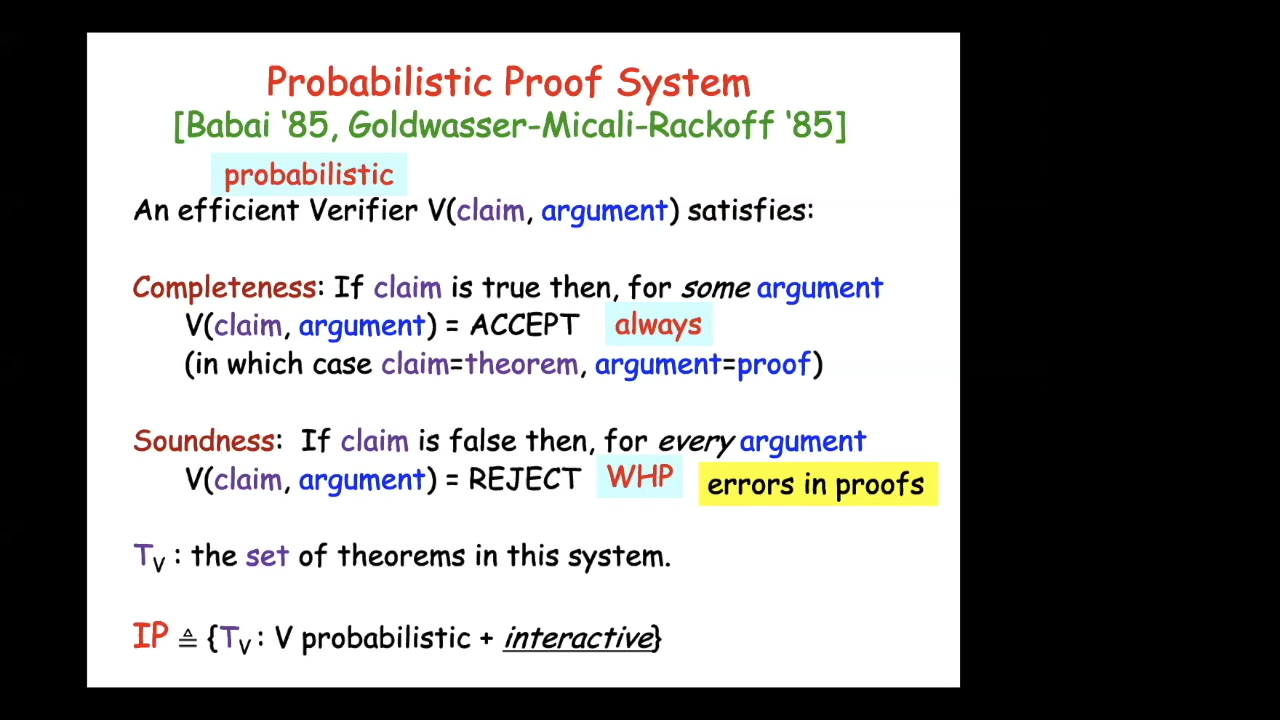 Probabilistic Proof System
[Babai ‘85, Goldwasser-Micali-Rackoff ‘85]
probabilistic
An efficient Verifier V(claim, argument) satisfies:
Completeness: If claim is true then, for some argument
V(claim, argument) = ACCEPT always
(in which case claim=theorem, argument=proof)
Soundness: If claim is false then, for every argument
V(claim, argument) = REJECT WHP errors in proofs
TV : the set of theorems in this system.
IP ≜ {TV : V probabilistic + interactive}